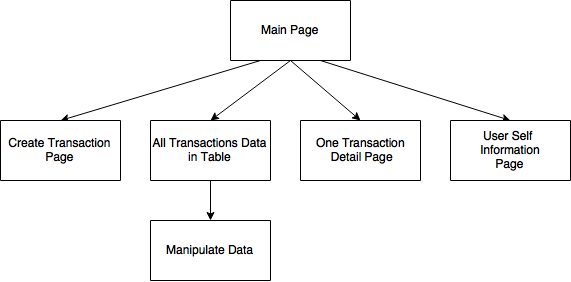 Main Page
Create Transaction
Page
All Transactions Data
in Table
One Transaction
Detail Page
User Self
Information
Page
Manipulate Data